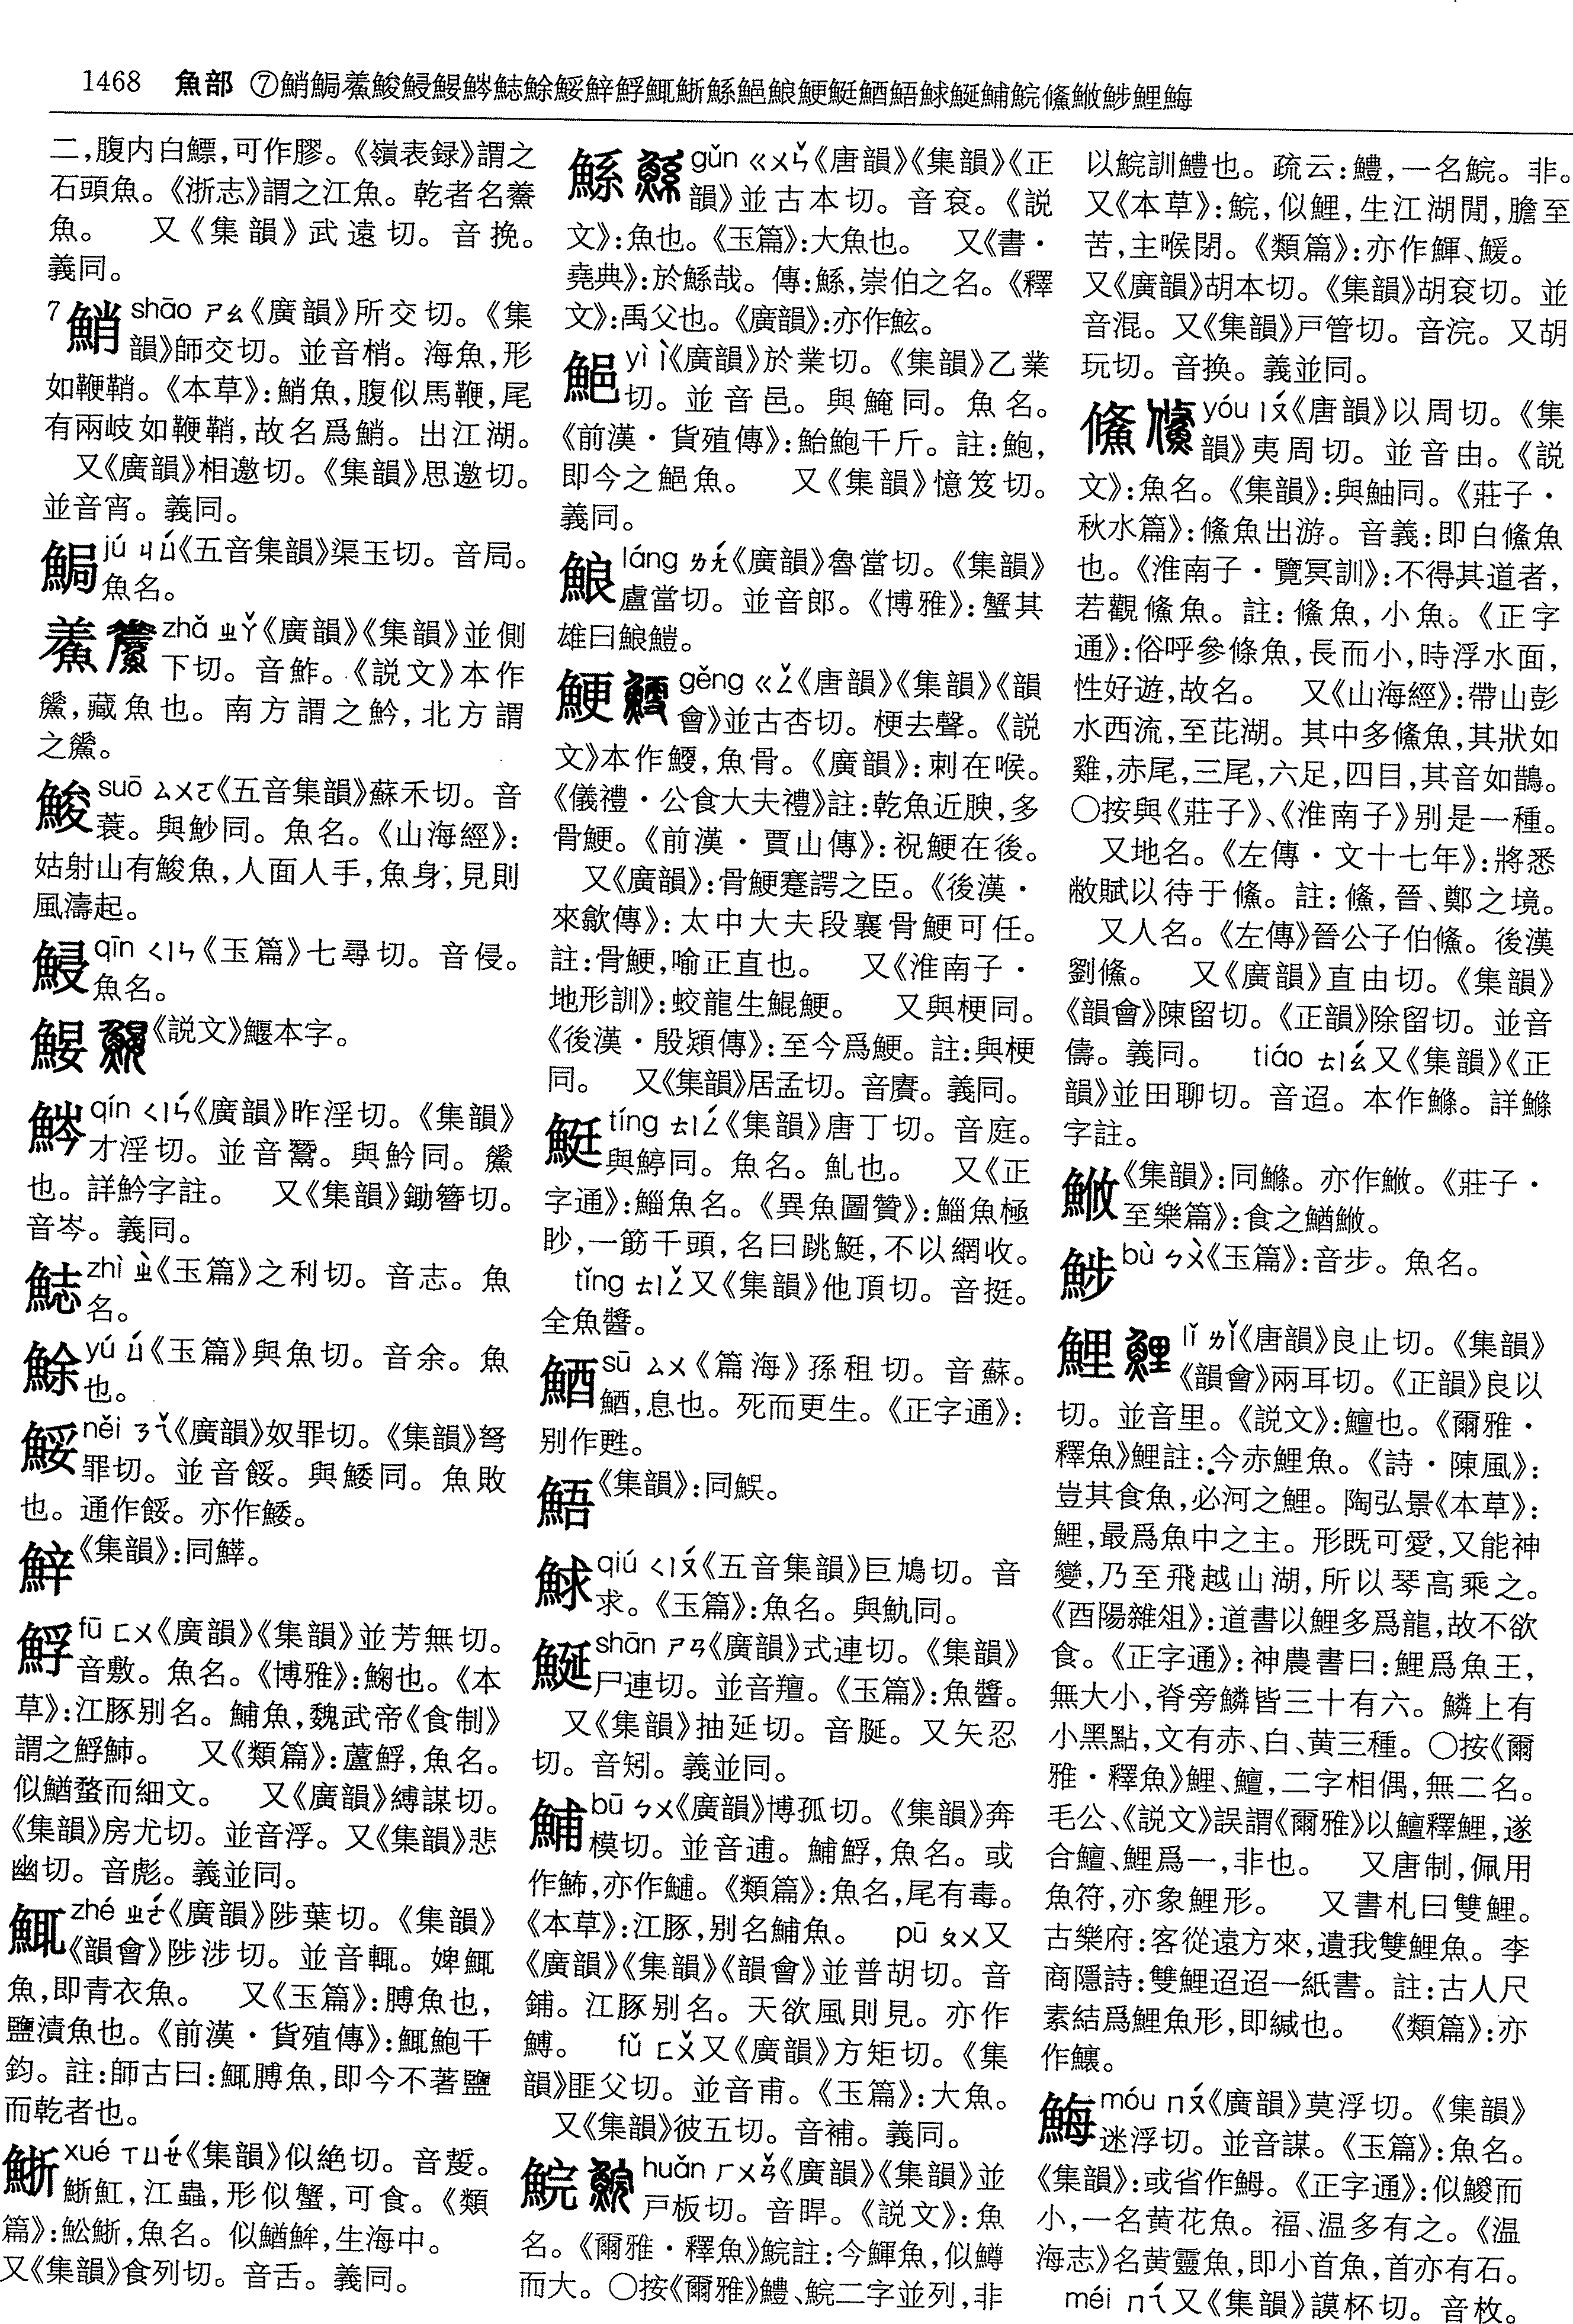 1468 魚部 ⑦鮹鮦鮺鮻鮼鰋䰼鮤鮽鮾鮮鮩䱥鯂䱍鯀䱒鯁鯁鯅鮪鯃鯄鯅鯆鯇鯈鯎鯄鯉鮸
二,腹内白鰾,可作膠。《嶺表録》謂之
石頭魚。《浙志》謂之江魚。乾者名鯗
魚。　又《集韻》武遠切。音挽。
義同。
7 鮹 shāo ㄕㄠ《廣韻》所交切。《集
韻》師交切。並音梢。海魚,形
如鞭鞘。《本草》:鮹魚,腹似馬鞭,尾
有兩岐如鞭鞘,故名爲鮹。出江湖。
又《廣韻》相邀切。《集韻》思邀切。
並音宵。義同。
jú ㄐㄩˊ《五音集韻》渠玉切。音局。
魚名。
鮺 zhǎ ㄓㄚˇ《廣韻》《集韻》並側
下切。音鮓。《説文》本作
䰼,藏魚也。南方謂之䰼,北方謂
之鮺。
鮻 suō ㄙㄨㄛ《五音集韻》蘇禾切。音
蓑。與魦同。魚名。《山海經》:
姑射山有鮻魚,人面人手,魚身,見則
風濤起。
qīn ㄑㄧㄣ《玉篇》七尋切。音侵。
魚名。
《説文》鰋本字。
qín ㄑㄧㄣˊ《廣韻》昨淫切。《集韻》
才淫切。並音鬵。與䰼同。鮺
也。詳䰼字註。　又《集韻》鋤簪切。
音岑。義同。
zhì ㄓˋ《玉篇》之利切。音志。魚
名。
鮽 yú ㄩˊ《玉篇》與魚切。音余。魚
也。
鮾 něi ㄋㄟˇ《廣韻》奴罪切。《集韻》弩
罪切。並音餒。與鯘同。魚敗
也。通作餒。亦作鯘。
《集韻》:同鱘。
fū ㄈㄨ《廣韻》《集韻》並芳無切。
音敷。魚名。《博雅》:䱡也。《本
草》:江豚别名。鯆魚,魏武帝《食制》
謂之䱐䰽。　又《類篇》:蘆䱐,魚名。
似鰌蝥而細文。　又《廣韻》縛謀切。
《集韻》房尤切。並音浮。又《集韻》悲
幽切。音彪。義並同。
鮿 zhé ㄓㄜˊ《廣韻》陟葉切。《集韻》
《韻會》陟涉切。並音輒。婢鮿
魚,即青衣魚。　又《玉篇》:膊魚也,
鹽漬魚也。《前漢・貨殖傳》:鮿鮑千
鈞。註:師古曰:鮿膊魚,即今不著鹽
而乾者也。
xué ㄒㄩㄝˊ《集韻》似絶切。音踅。
䱑魟,江蟲,形似蟹,可食。《類
篇》:䰸䱑,魚名。似鰌鮏,生海中。
又《集韻》食列切。音舌。義同。
鯀 gǔn ㄍㄨㄣˇ《唐韻》《集韻》《正
韻》並古本切。音袞。《説
文》:魚也。《玉篇》:大魚也。　又《書・
堯典》:於鯀哉。傳:鯀,崇伯之名。《釋
文》:禹父也。《廣韻》:亦作鮌。
䱒 yì ㄧˋ《廣韻》於業切。《集韻》乙業
切。並音邑。與䱋同。魚名。
《前漢・貨殖傳》:鮐鮑千斤。註:鮑,
即今之䱒魚。　又《集韻》憶笈切。
義同。
láng ㄌㄤˊ《廣韻》魯當切。《集韻》
盧當切。並音郎。《博雅》:蟹其
雄曰䱶鱧。
鯁 gěng ㄍㄥˇ《唐韻》《集韻》《韻
會》並古杏切。梗去聲。《説
文》本作䱎,魚骨。《廣韻》:刺在喉。
《儀禮・公食大夫禮》註:乾魚近腴,多
骨鯁。《前漢・賈山傳》:祝鯁在後。
又《廣韻》:骨鯁蹇諤之臣。《後漢・
來歙傳》:太中大夫段襄骨鯁可任。
註:骨鯁,喻正直也。　又《淮南子・
地形訓》:蛟龍生鯤鯁。　又與梗同。
《後漢・段熲傳》:至今爲鯁。註:與梗
同。　又《集韻》居孟切。音賡。義同。
tíng ㄊㄧㄥˊ《集韻》唐丁切。音庭。
與䱓同。魚名。魤也。　又《正
字通》:鯔魚名。《異魚圖贊》:鯔魚極
眇,一筋千頭,名曰跳䱓,不以網收。
tǐng ㄊㄧㄥˇ又《集韻》他頂切。音挺。
全魚醬。
sū ㄙㄨ《篇海》孫租切。音蘇。
息也。死而更生。《正字通》:
别作甦。
鯃《集韻》:同䱌。
鯄 qiú ㄑㄧㄡˊ《五音集韻》巨鳩切。音
求。《玉篇》:魚名。與魷同。
鯅 shān ㄕㄢ《廣韻》式連切。《集韻》
尸連切。並音羶。《玉篇》:魚醬。
又《集韻》抽延切。音脠。又矢忍
切。音矧。義並同。
鯆 bū ㄅㄨ《廣韻》博孤切。《集韻》奔
模切。並音逋。鯆䱐,魚名。或
作䰽,亦作䱛。《類篇》:魚名,尾有毒。
《本草》:江豚,别名鯆魚。　pū ㄆㄨ又
《廣韻》《集韻》《韻會》並普胡切。音
鋪。江豚别名。天欲風則見。亦作
鱄。　fǔ ㄈㄨˇ又《廣韻》方矩切。《集
韻》匪父切。並音甫。《玉篇》:大魚。
又《集韻》彼五切。音補。義同。
鯇 huǎn ㄏㄨㄢˇ《廣韻》《集韻》並
戸板切。音睅。《説文》:魚
名。《爾雅・釋魚》鯇註:今鯶魚,似鱒
而大。○按《爾雅》鱧、鯇二字並列,非
以鯇訓鱧也。疏云:鱧,一名鯇。非。
又《本草》:鯇,似鯉,生江湖閒,膽至
苦,主喉閉。《類篇》:亦作鯶、鰀。
又《廣韻》胡本切。《集韻》胡袞切。並
音混。又《集韻》戸管切。音浣。又胡
玩切。音换。義並同。
鯈 yóu ㄧㄡˊ《唐韻》以周切。《集
韻》夷周切。並音由。《説
文》:魚名。《集韻》:與鮋同。《莊子・
秋水篇》:鯈魚出游。音義:即白鯈魚
也。《淮南子・覽冥訓》:不得其道者,
若觀鯈魚。註:鯈魚,小魚。《正字
通》:俗呼參條魚,長而小,時浮水面,
性好遊,故名。　又《山海經》:帶山彭
水西流,至芘湖。其中多鯈魚,其狀如
雞,赤尾,三尾,六足,四目,其音如鵲。
○按與《莊子》、《淮南子》别是一種。
又地名。《左傳・文十七年》:將悉
敝賦以待于鯈。註:鯈,晉、鄭之境。
又人名。《左傳》晉公子伯鯈。後漢
劉鯈。　又《廣韻》直由切。《集韻》
《韻會》陳留切。《正韻》除留切。並音
儔。義同。　tiáo ㄊㄧㄠˊ又《集韻》《正
韻》並田聊切。音迢。本作鰷。詳鰷
字註。
《集韻》:同鰷。亦作䱔。《莊子・
至樂篇》:食之鰌䱔。
bù ㄅㄨˋ《玉篇》:音步。魚名。
鯉 lǐ ㄌㄧˇ《唐韻》良止切。《集韻》
《韻會》兩耳切。《正韻》良以
切。並音里。《説文》:鱣也。《爾雅・
釋魚》鯉註:今赤鯉魚。《詩・陳風》:
豈其食魚,必河之鯉。陶弘景《本草》:
鯉,最爲魚中之主。形既可愛,又能神
變,乃至飛越山湖,所以琴高乘之。
《酉陽雜俎》:道書以鯉多爲龍,故不欲
食。《正字通》:神農書曰:鯉爲魚王,
無大小,脊旁鱗皆三十有六。鱗上有
小黑點,文有赤、白、黄三種。○按《爾
雅・釋魚》鯉、鱣,二字相偶,無二名。
毛公、《説文》誤謂《爾雅》以鱣釋鯉,遂
合鱣、鯉爲一,非也。　又唐制,佩用
魚符,亦象鯉形。　又書札曰雙鯉。
古樂府:客從遠方來,遺我雙鯉魚。李
商隱詩:雙鯉迢迢一紙書。註:古人尺
素結爲鯉魚形,即緘也。　《類篇》:亦
作䱀。
móu ㄇㄡˊ《廣韻》莫浮切。《集韻》
迷浮切。並音謀。《玉篇》:魚名。
《集韻》:或省作䱕。《正字通》:似鯼而
小,一名黄花魚。福、温多有之。《温
海志》名黄靈魚,即小首魚,首亦有石。
méi ㄇㄟˊ又《集韻》謨杯切。音枚。